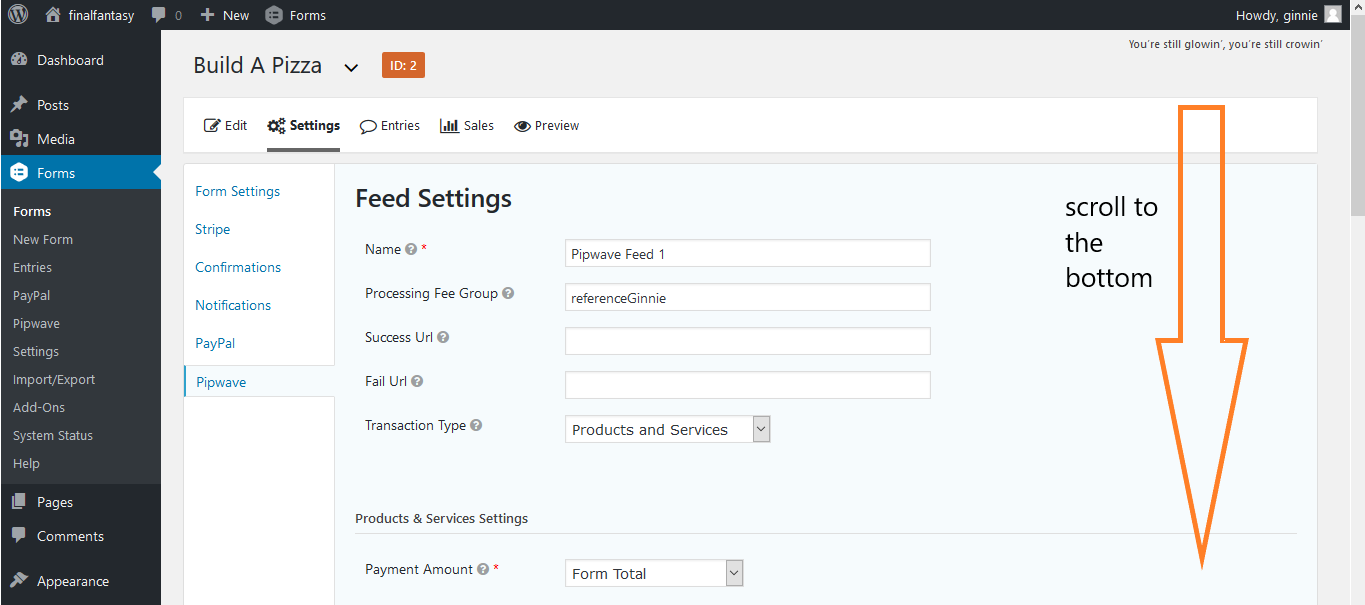 finalfantasy 0 New Forms Howdy, ginnie
You're still glowin', you're still crowin'
Dashboard
Posts
Media
Forms
Forms
New Form
Entries
PayPal
Pipwave
Settings
Import/Export
Add-Ons
System Status
Help
Pages
Comments
Appearance
Build A Pizza ID: 2
Edit Settings Entries Sales Preview
Form Settings
Stripe
Confirmations
Notifications
PayPal
Pipwave
Feed Settings
Name ? * Pipwave Feed 1
Processing Fee Group ? referenceGinnie
Success Url ?
Fail Url ?
Transaction Type ? Products and Services
Products & Services Settings
Payment Amount ? * Form Total
scroll to
the
bottom